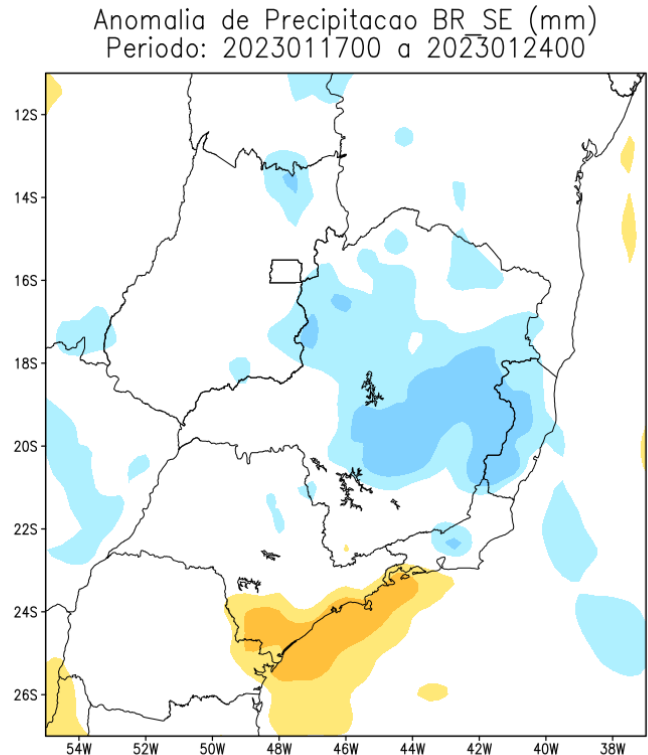 Anomalia de Precipitacao BR_SE (mm)
Periodo: 2023011700 a 2023012400
12S
14S
16S
18S
20S
22S
24S
26S
54W 52W 50W 48W 46W 44W 42W 40W 38W